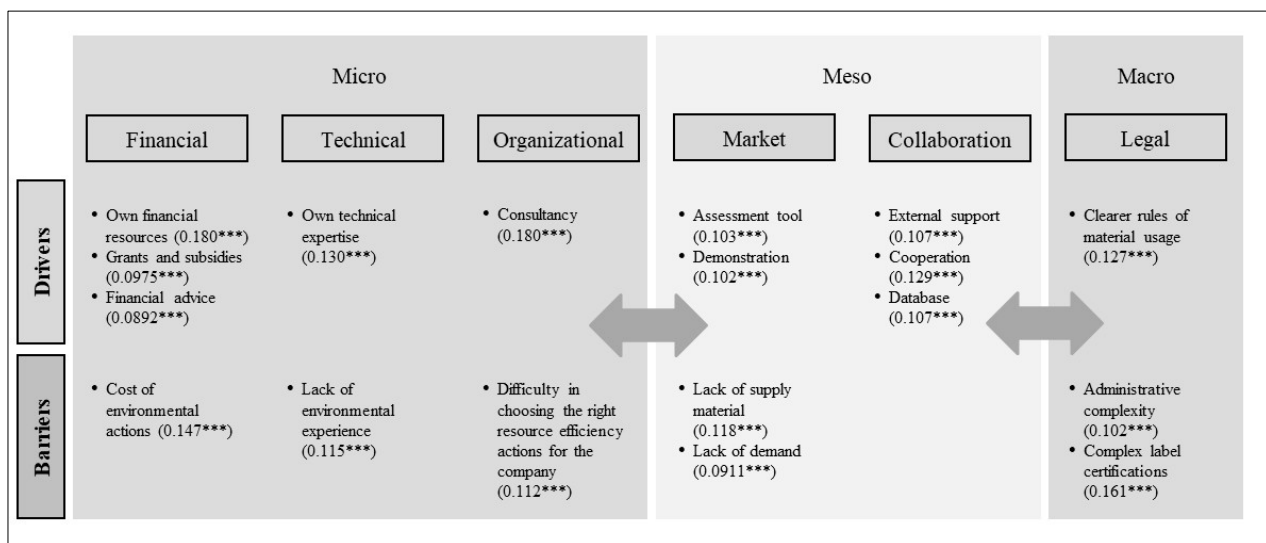 Micro
Meso
Macro
Financial
Technical
Organizational
Market
Collaboration
Legal
Drivers
• Own financial
resources (0.180***)
• Grants and subsidies
(0.0975***)
• Financial advice
(0.0892***)
• Own technical
expertise
(0.130***)
• Consultancy
(0.180***)
• Assessment tool
(0.103***)
• Demonstration
(0.102***)
• External support
(0.107***)
• Cooperation
(0.129***)
• Database
(0.107***)
• Clearer rules of
material usage
(0.127***)
Barriers
• Cost of
environmental
actions (0.147***)
• Lack of
environmental
experience
(0.115***)
• Difficulty in
choosing the right
resource efficiency
actions for the
company
(0.112***)
• Lack of supply
material
(0.118***)
• Lack of demand
(0.0911***)
• Administrative
complexity
(0.102***)
• Complex label
certifications
(0.161***)